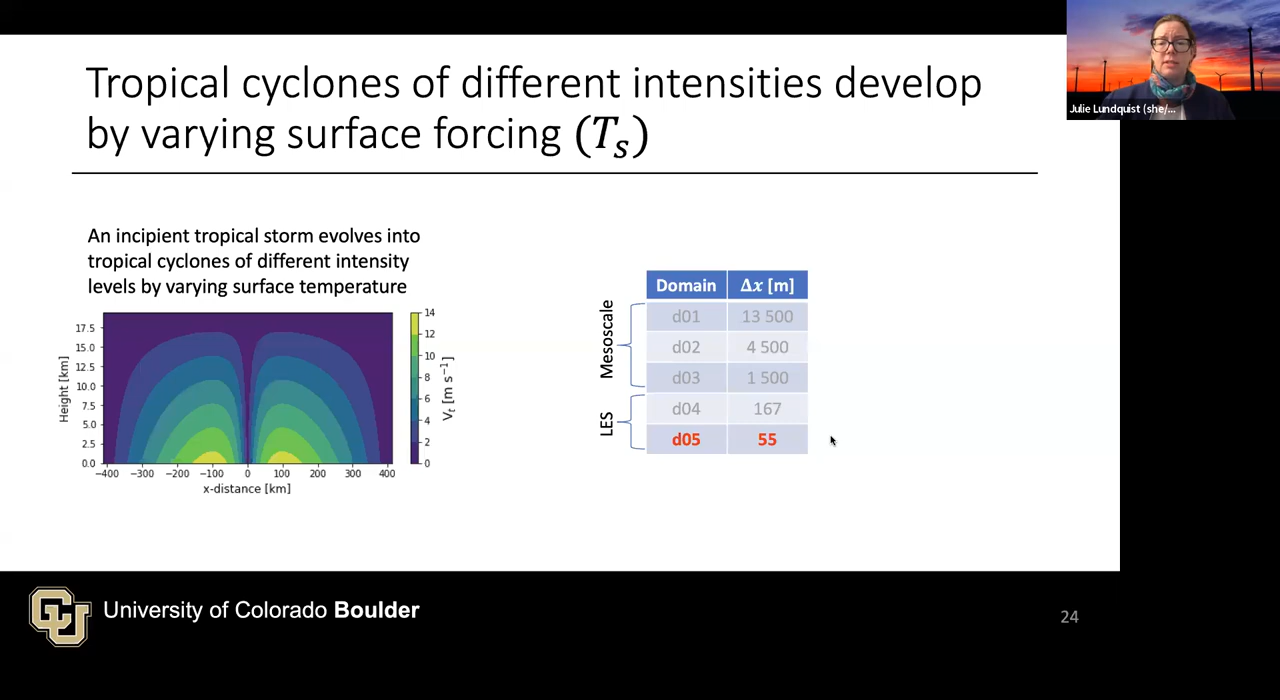 Tropical cyclones of different intensities develop
by varying surface forcing (Tₛ)
Julie Lundquist (she/...
An incipient tropical storm evolves into
tropical cyclones of different intensity
levels by varying surface temperature
Height [km]
17.5
15.0
12.5
10.0
7.5
5.0
2.5
0.0
−400 −300 −200 −100 0 100 200 300 400
x-distance [km]
14
12
10
8
6
4
2
0
Vₜ [m s⁻¹]
Mesoscale
LES
Domain Δx [m]
d01 13 500
d02 4 500
d03 1 500
d04 167
d05 55
CU
University of Colorado Boulder
24